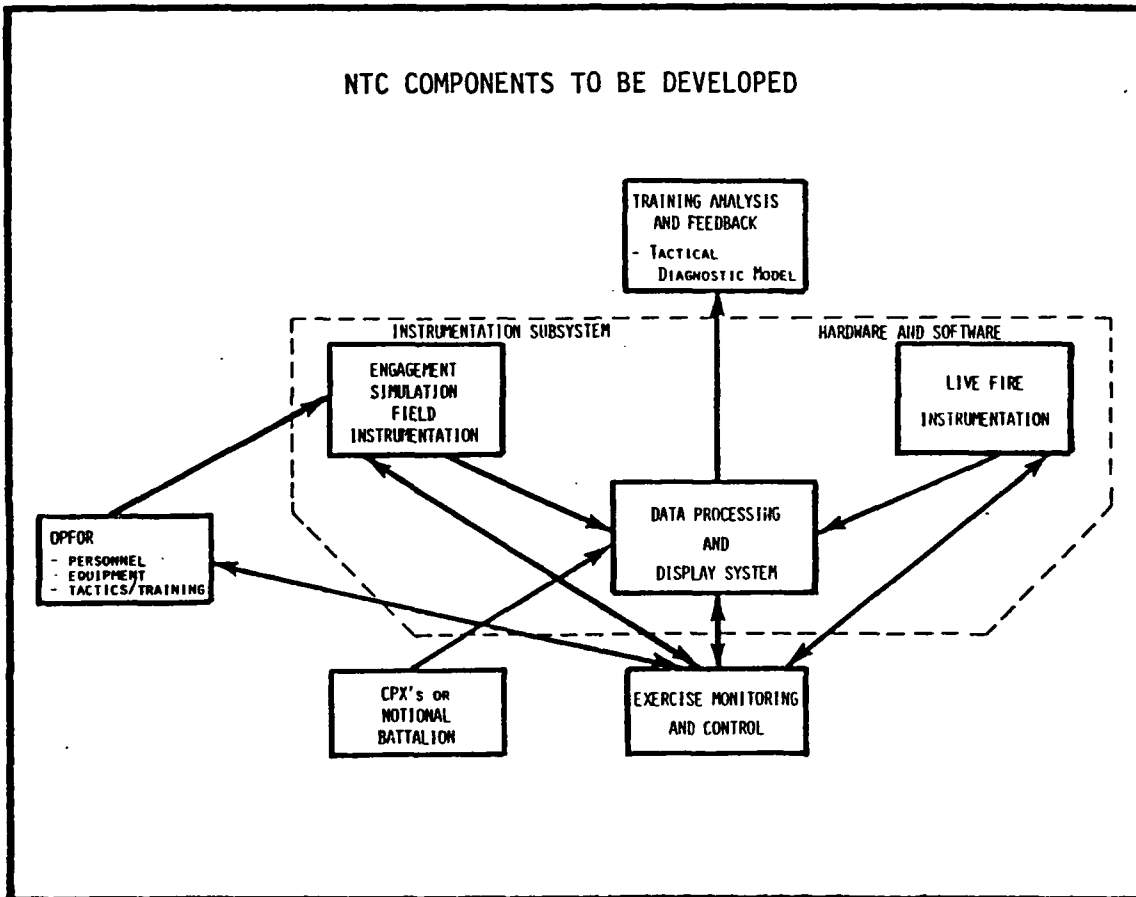 NTC COMPONENTS TO BE DEVELOPED
TRAINING ANALYSIS
AND FEEDBACK
- TACTICAL
DIAGNOSTIC MODEL
INSTRUMENTATION SUBSYSTEM
HARDWARE AND SOFTWARE
ENGAGEMENT
SIMULATION
FIELD
INSTRUMENTATION
LIVE FIRE
INSTRUMENTATION
DATA PROCESSING
AND
DISPLAY SYSTEM
OPFOR
- PERSONNEL
- EQUIPMENT
- TACTICS/TRAINING
CPX's OR
NOTIONAL
BATTALION
EXERCISE MONITORING
AND CONTROL